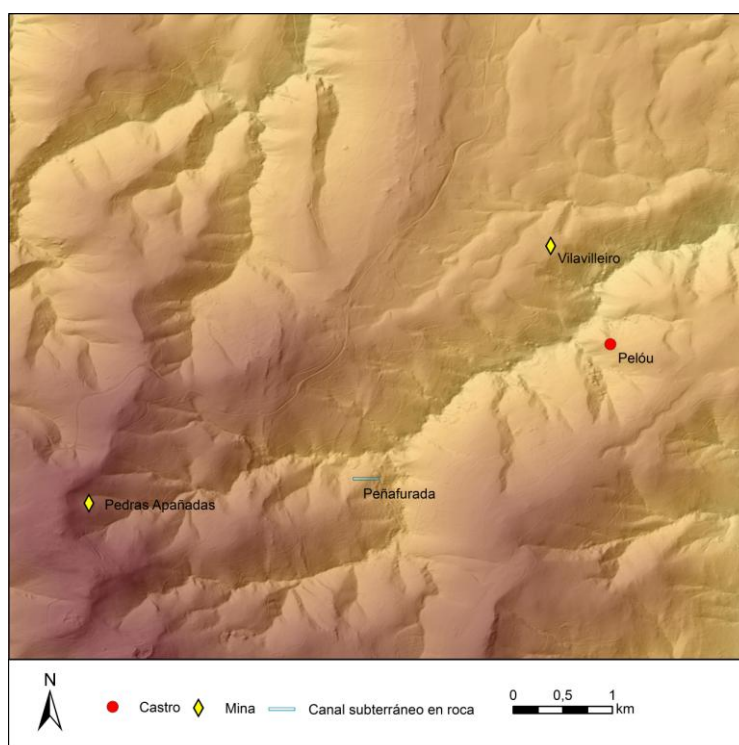 Vilavilleiro
Pelóu
Peñafurada
Pedras Apañadas
N
Castro
Mina
Canal subterráneo en roca
0 0,5 1
km